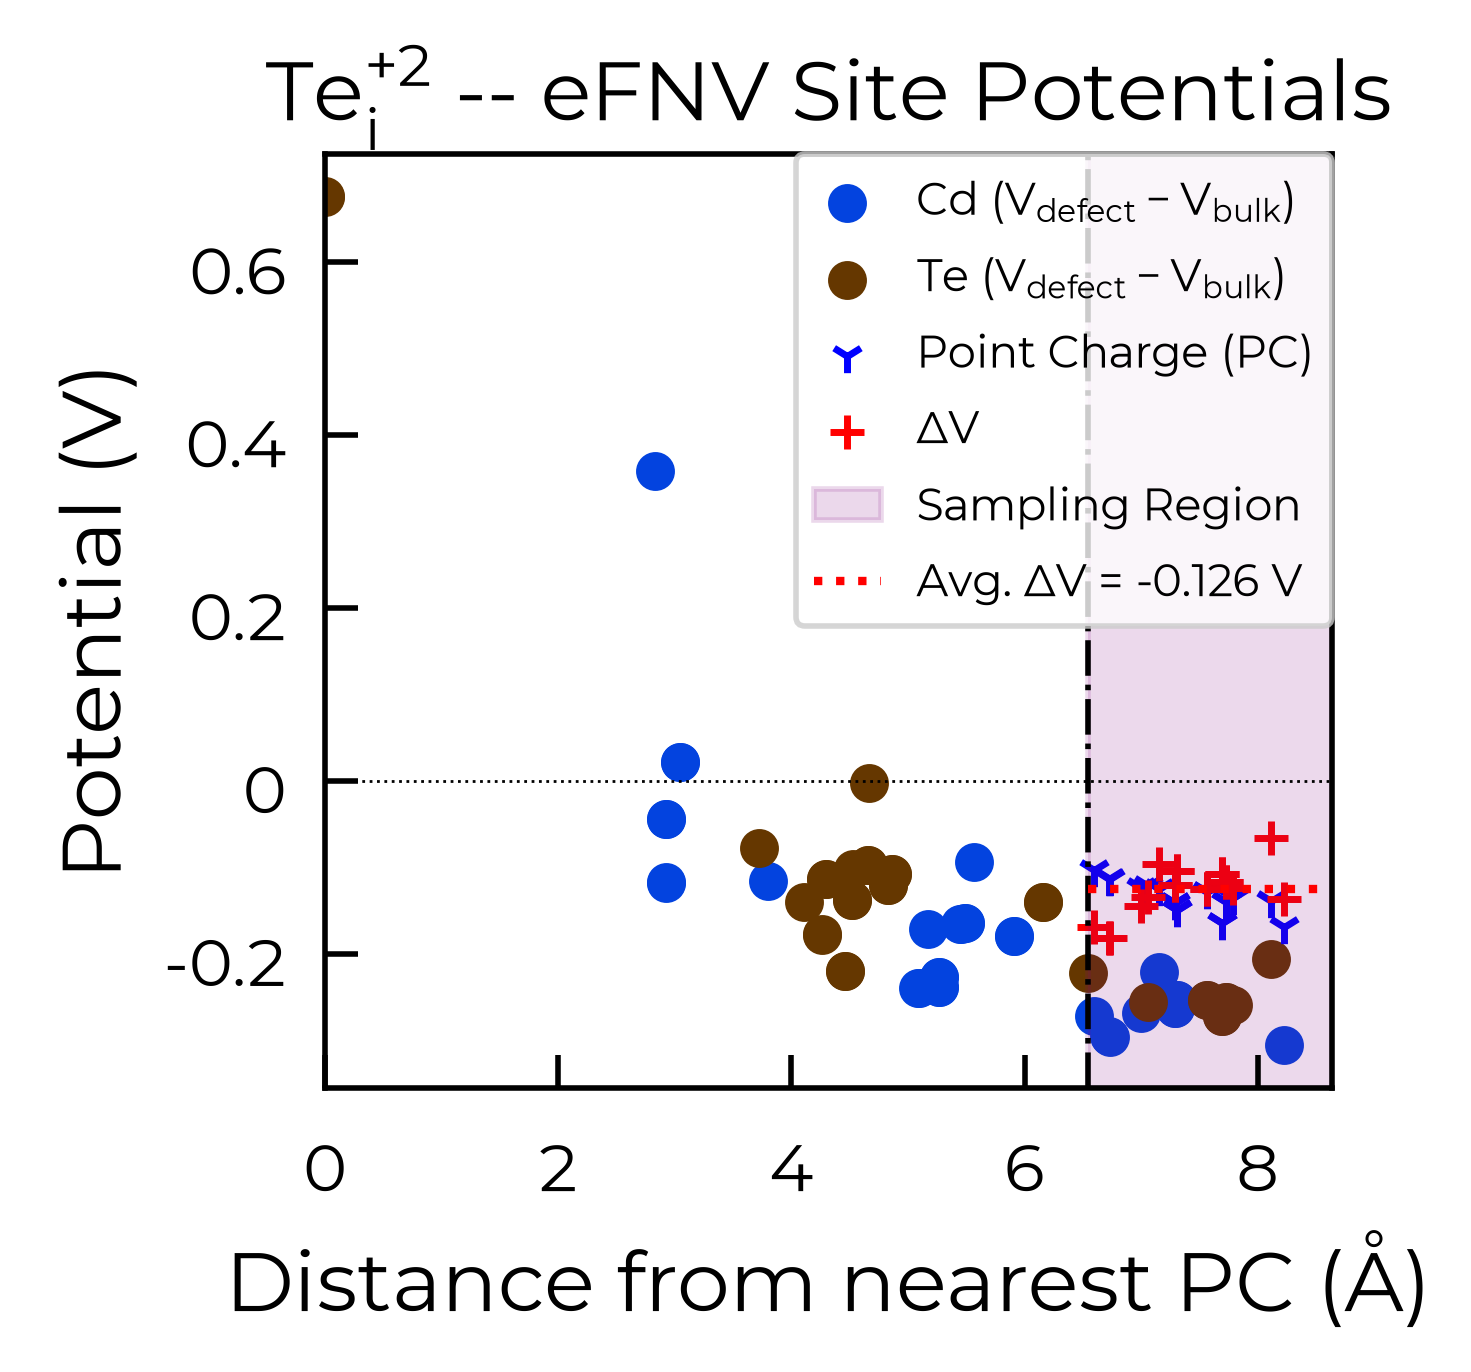 Te_i^+2 -- eFNV Site Potentials
Cd (V_defect – V_bulk)
Te (V_defect – V_bulk)
Point Charge (PC)
ΔV
Sampling Region
Avg. ΔV = -0.126 V
Potential (V)
0.6
0.4
0.2
0
-0.2
0 2 4 6 8
Distance from nearest PC (Å)